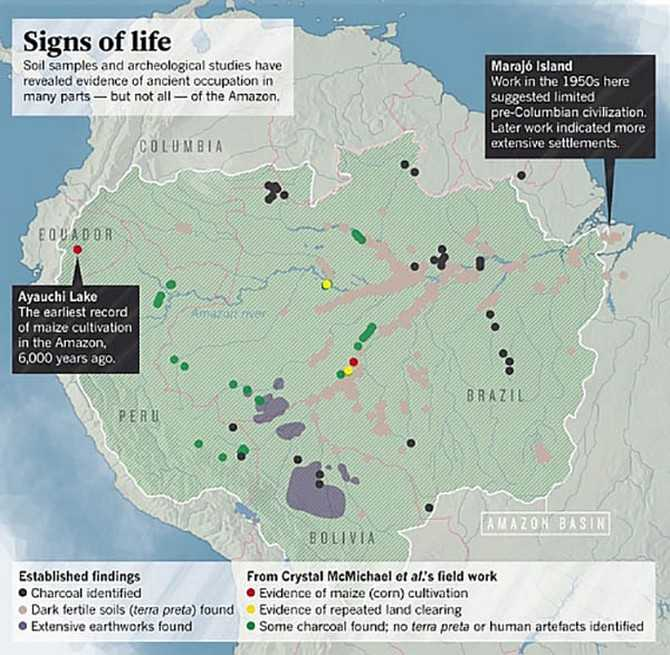 Signs of life
Soil samples and archeological studies have
revealed evidence of ancient occupation in
many parts — but not all — of the Amazon.
Marajó Island
Work in the 1950s here
suggested limited
pre-Columbian civilization.
Later work indicated more
extensive settlements.
COLUMBIA
EQUADOR
Ayauchi Lake
The earliest record
of maize cultivation
in the Amazon,
6,000 years ago.
Amazon river
BRAZIL
PERU
AMAZON BASIN
BOLIVIA
Established findings
Charcoal identified
Dark fertile soils (terra preta) found
Extensive earthworks found
From Crystal McMichael et al.'s field work
Evidence of maize (corn) cultivation
Evidence of repeated land clearing
Some charcoal found; no terra preta or human artefacts identified